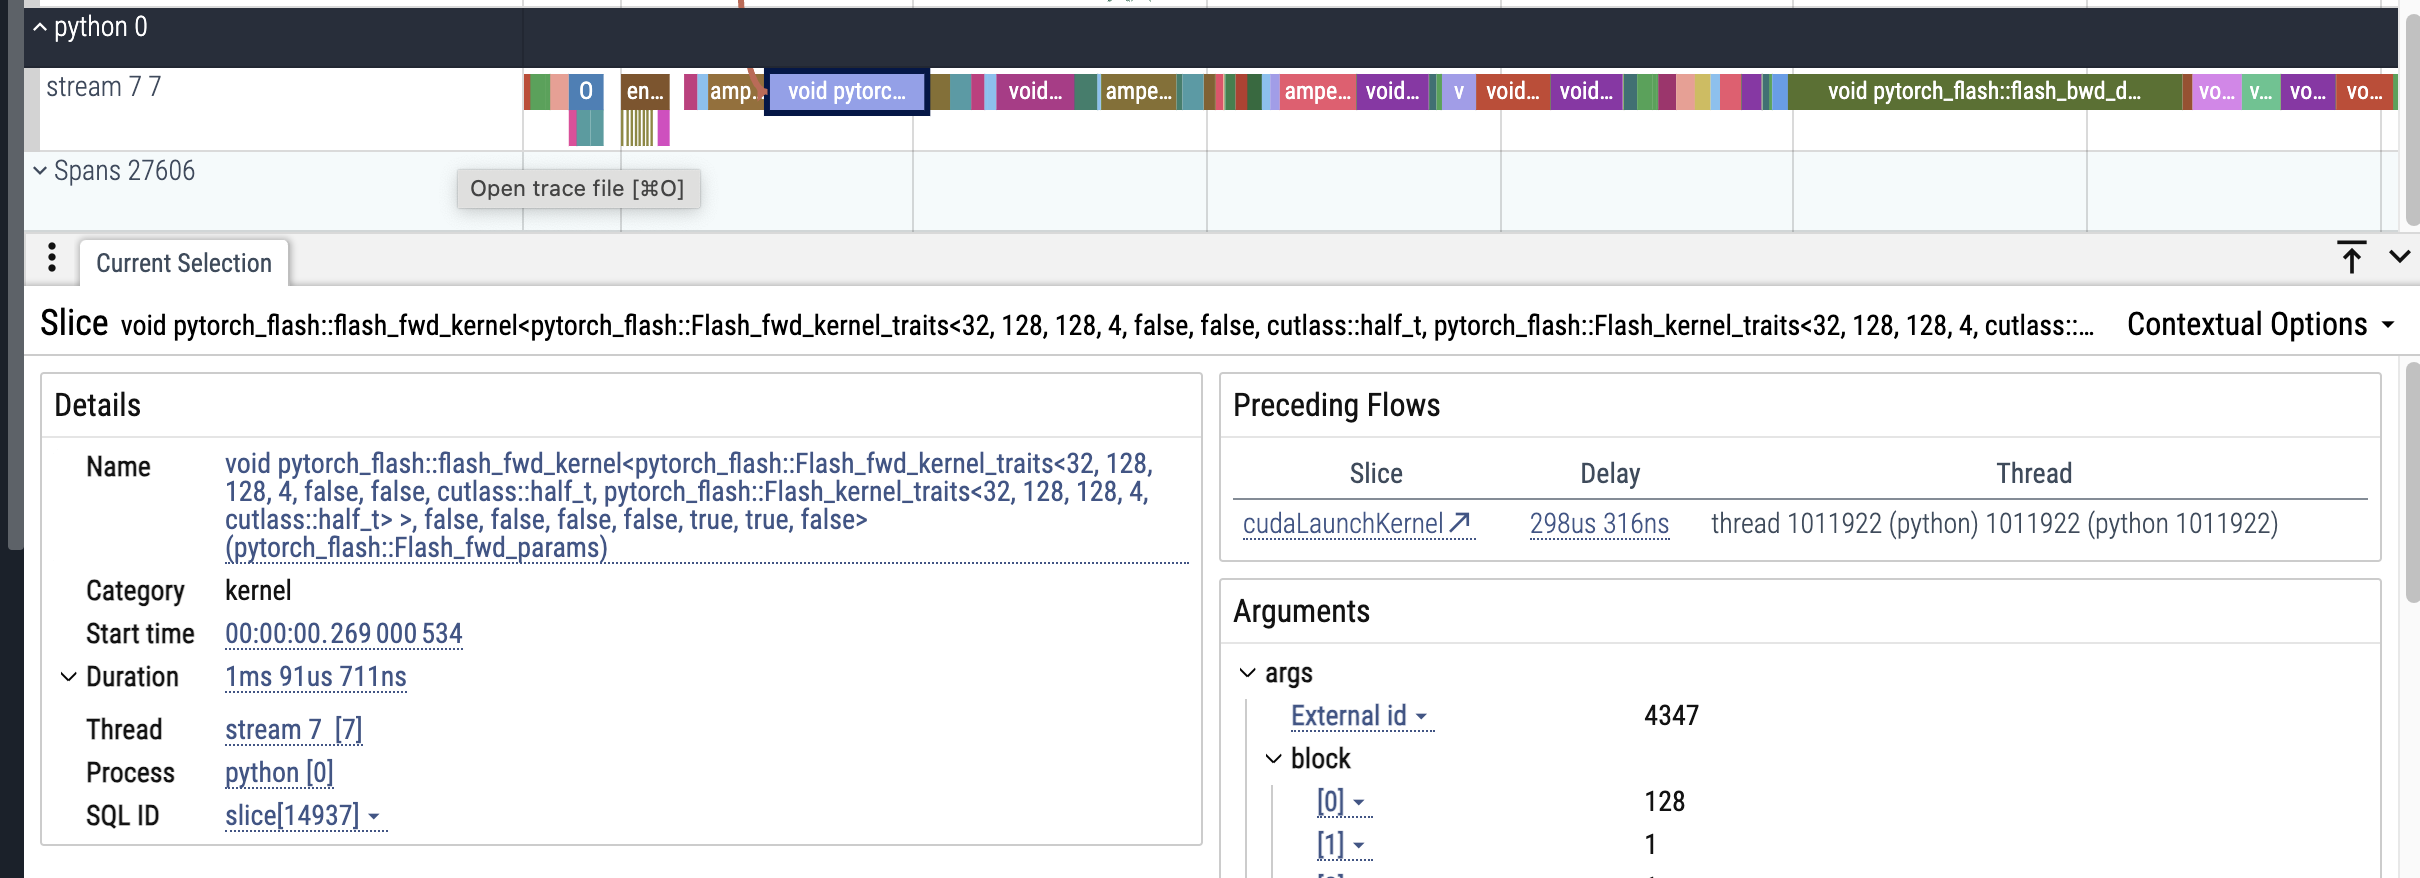 python 0
stream 7 7
O en... amp... void pytorc... void... ampe... ampe... void... v void... void... void pytorch_flash::flash_bwd_d... vo... v... vo... vo...
Spans 27606
Open trace file [⌘O]
Current Selection
Slice void pytorch_flash::flash_fwd_kernel<pytorch_flash::Flash_fwd_kernel_traits<32, 128, 128, 4, false, false, cutlass::half_t, pytorch_flash::Flash_kernel_traits<32, 128, 128, 4, cutlass::... Contextual Options
Details
Name void pytorch_flash::flash_fwd_kernel<pytorch_flash::Flash_fwd_kernel_traits<32, 128,
128, 4, false, false, cutlass::half_t, pytorch_flash::Flash_kernel_traits<32, 128, 128, 4,
cutlass::half_t> >, false, false, false, false, true, true, false>
(pytorch_flash::Flash_fwd_params)
Category kernel
Start time 00:00:00.269 000 534
Duration 1ms 91us 711ns
Thread stream 7 [7]
Process python [0]
SQL ID slice[14937]
Preceding Flows
Slice Delay Thread
cudaLaunchKernel 298us 316ns thread 1011922 (python) 1011922 (python 1011922)
Arguments
args
External id 4347
block
[0] 128
[1] 1